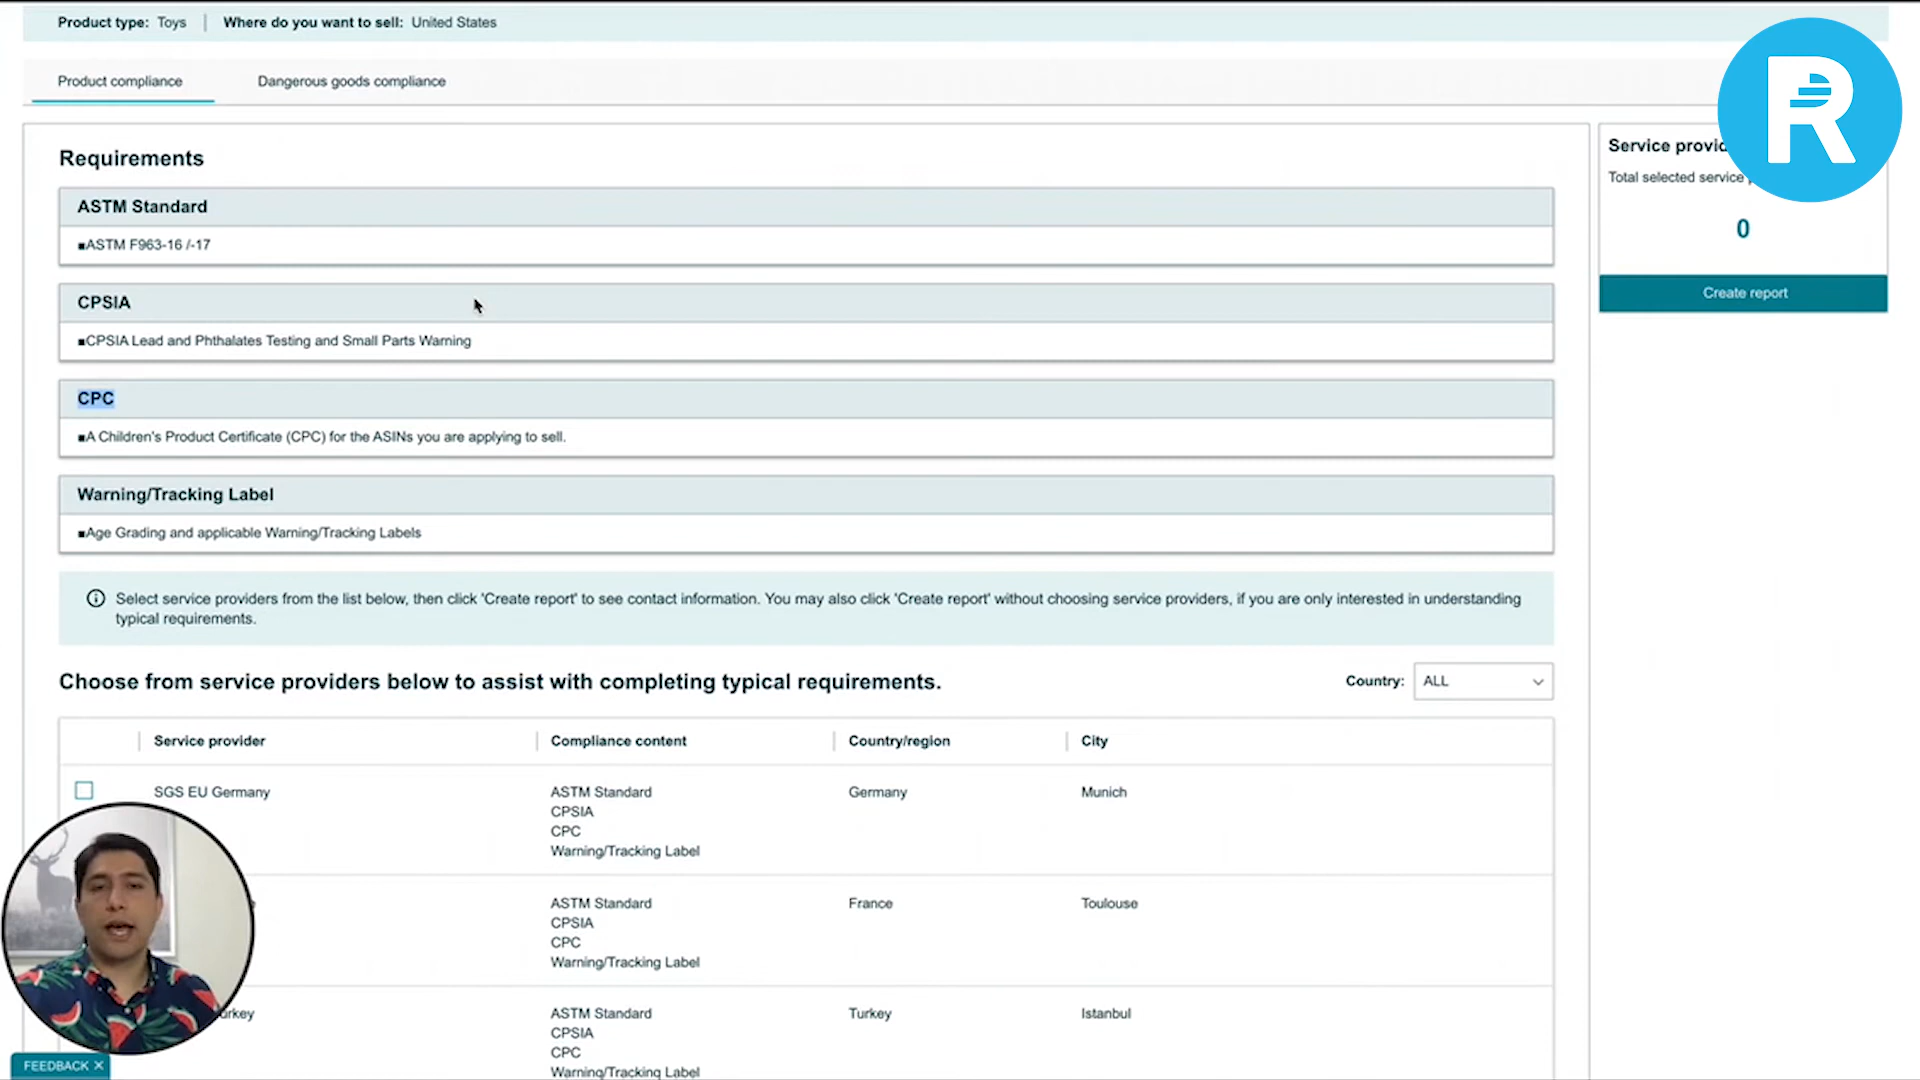 Product type: Toys | Where do you want to sell: United States
Product compliance
Dangerous goods compliance
Requirements
ASTM Standard
■ASTM F963-16 /-17
CPSIA
■CPSIA Lead and Phthalates Testing and Small Parts Warning
CPC
■A Children's Product Certificate (CPC) for the ASINs you are applying to sell.
Warning/Tracking Label
■Age Grading and applicable Warning/Tracking Labels
Select service providers from the list below, then click 'Create report' to see contact information. You may also click 'Create report' without choosing service providers, if you are only interested in understanding
typical requirements.
Choose from service providers below to assist with completing typical requirements.
Country: ALL
Service provider Compliance content Country/region City
SGS EU Germany ASTM Standard Germany Munich
CPSIA
CPC
Warning/Tracking Label
ASTM Standard France Toulouse
CPSIA
CPC
Warning/Tracking Label
ASTM Standard Turkey Istanbul
CPSIA
CPC
Warning/Tracking Label
FEEDBACK ×
Service
Total selected service
0
Create report
R